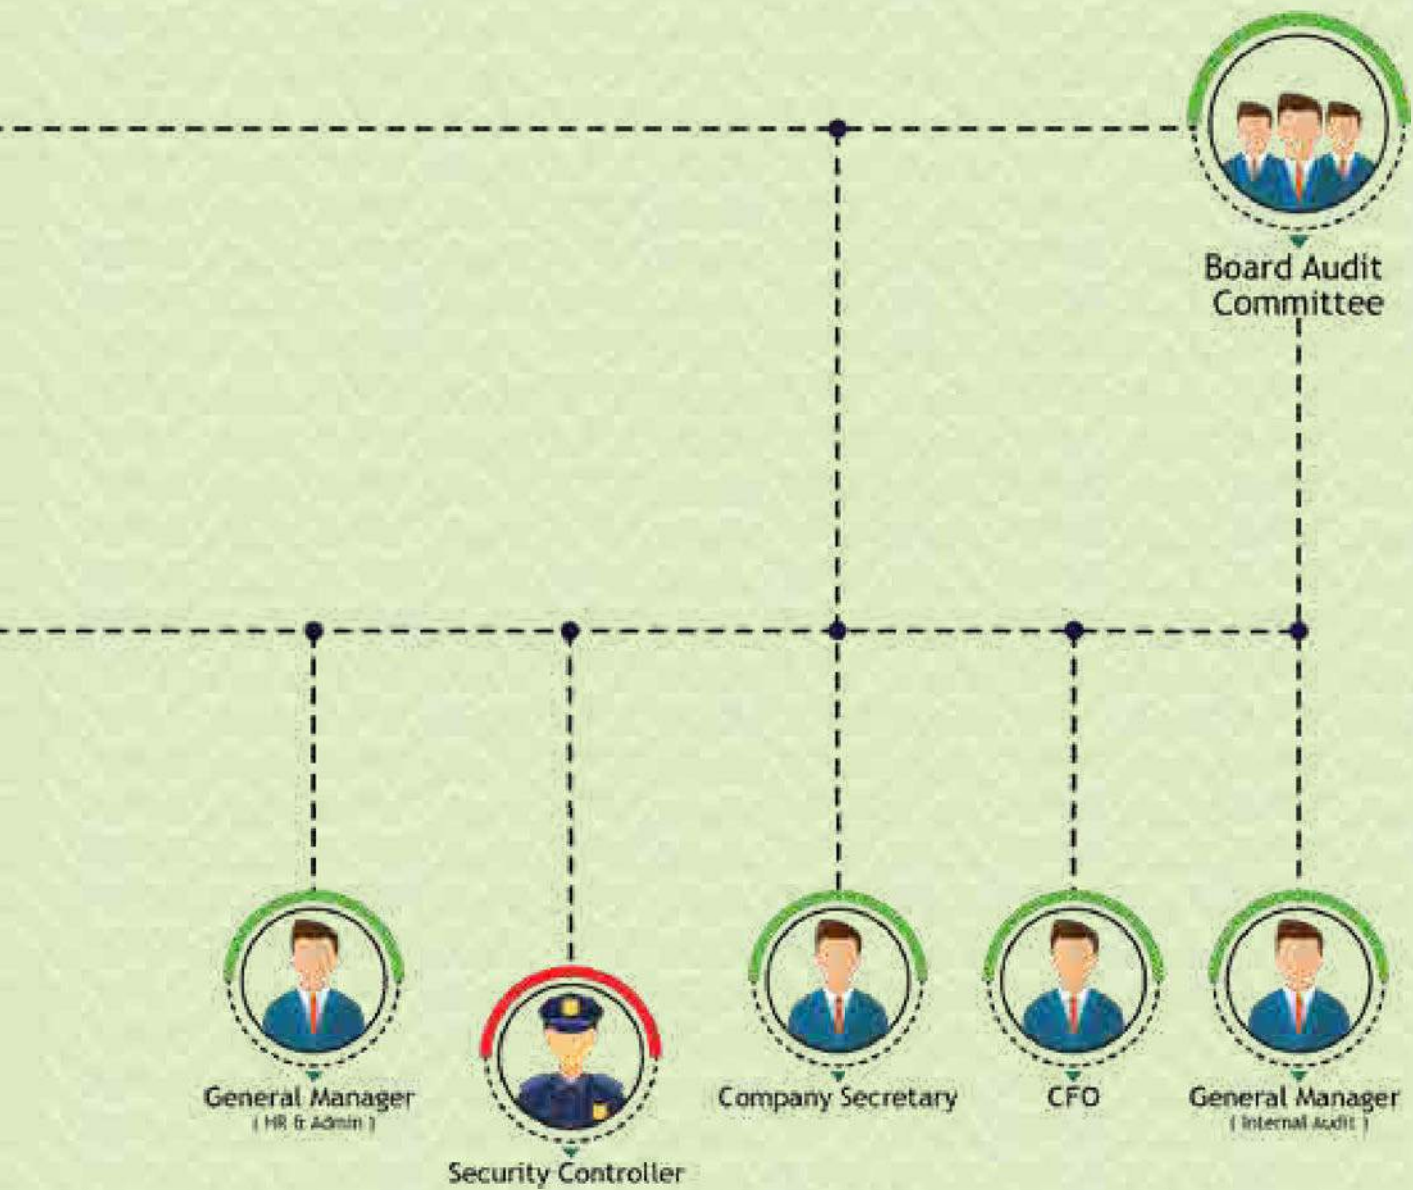 Board Audit
Committee
General Manager
( HR & Admin )
Security Controller
Company Secretary
CFO
General Manager
( Internal Audit )